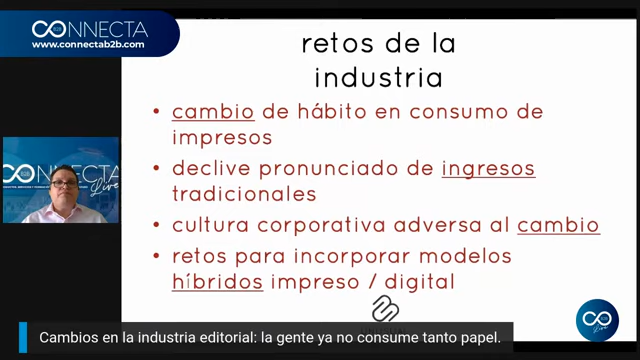 CONNECTA
www.connectab2b.com
retos de la
industria
• cambio de hábito en consumo de
impresos
• declive pronunciado de ingresos
tradicionales
• cultura corporativa adversa al cambio
• retos para incorporar modelos
híbridos impreso / digital
CONNECTA
Live
Cambios en la industria editorial: la gente ya no consume tanto papel.